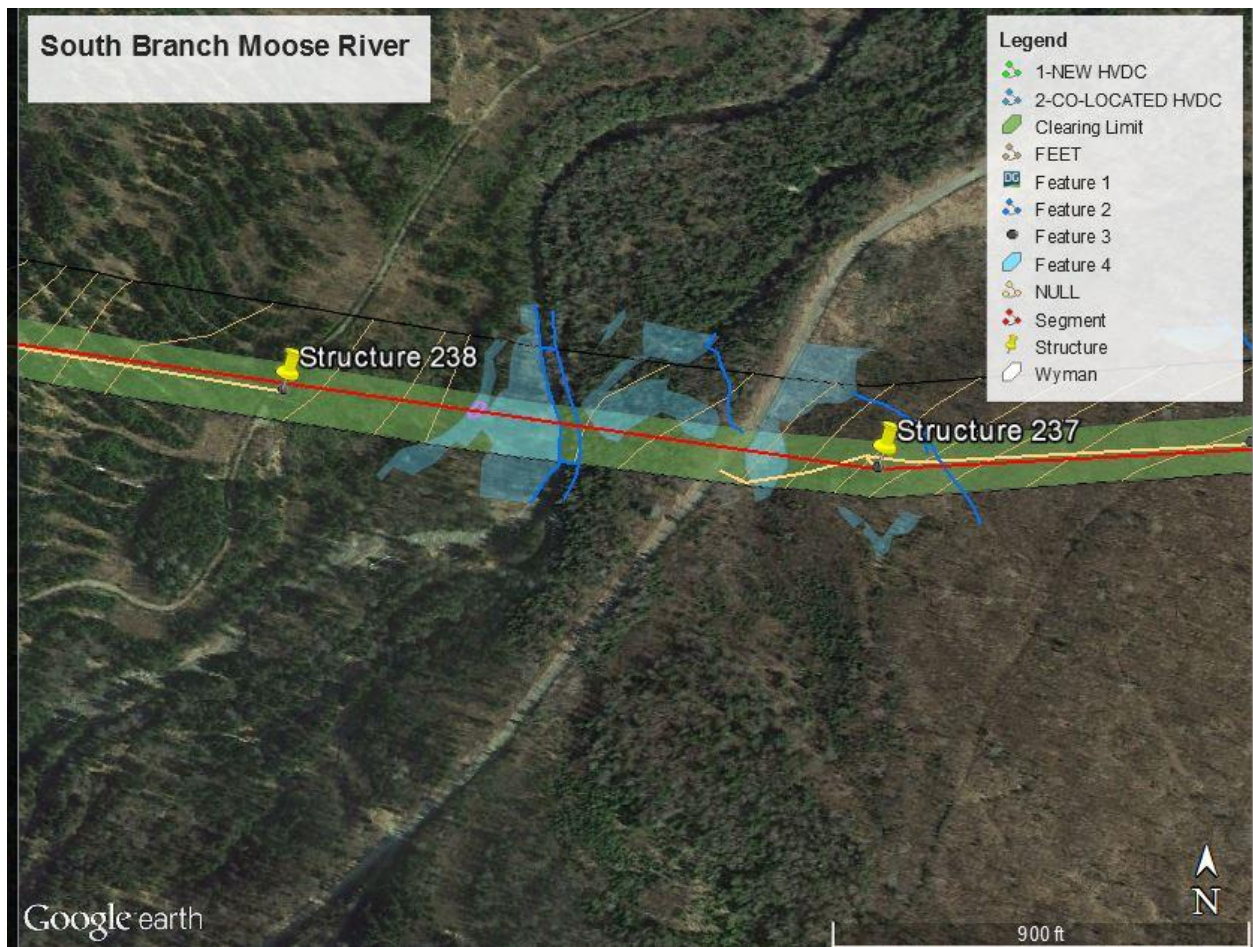 South Branch Moose River
Legend
1-NEW HVDC
2-CO-LOCATED HVDC
Clearing Limit
FEET
DG Feature 1
Feature 2
Feature 3
Feature 4
NULL
Segment
Structure
Wyman
Structure 238
Structure 237
N
Google earth
900 ft